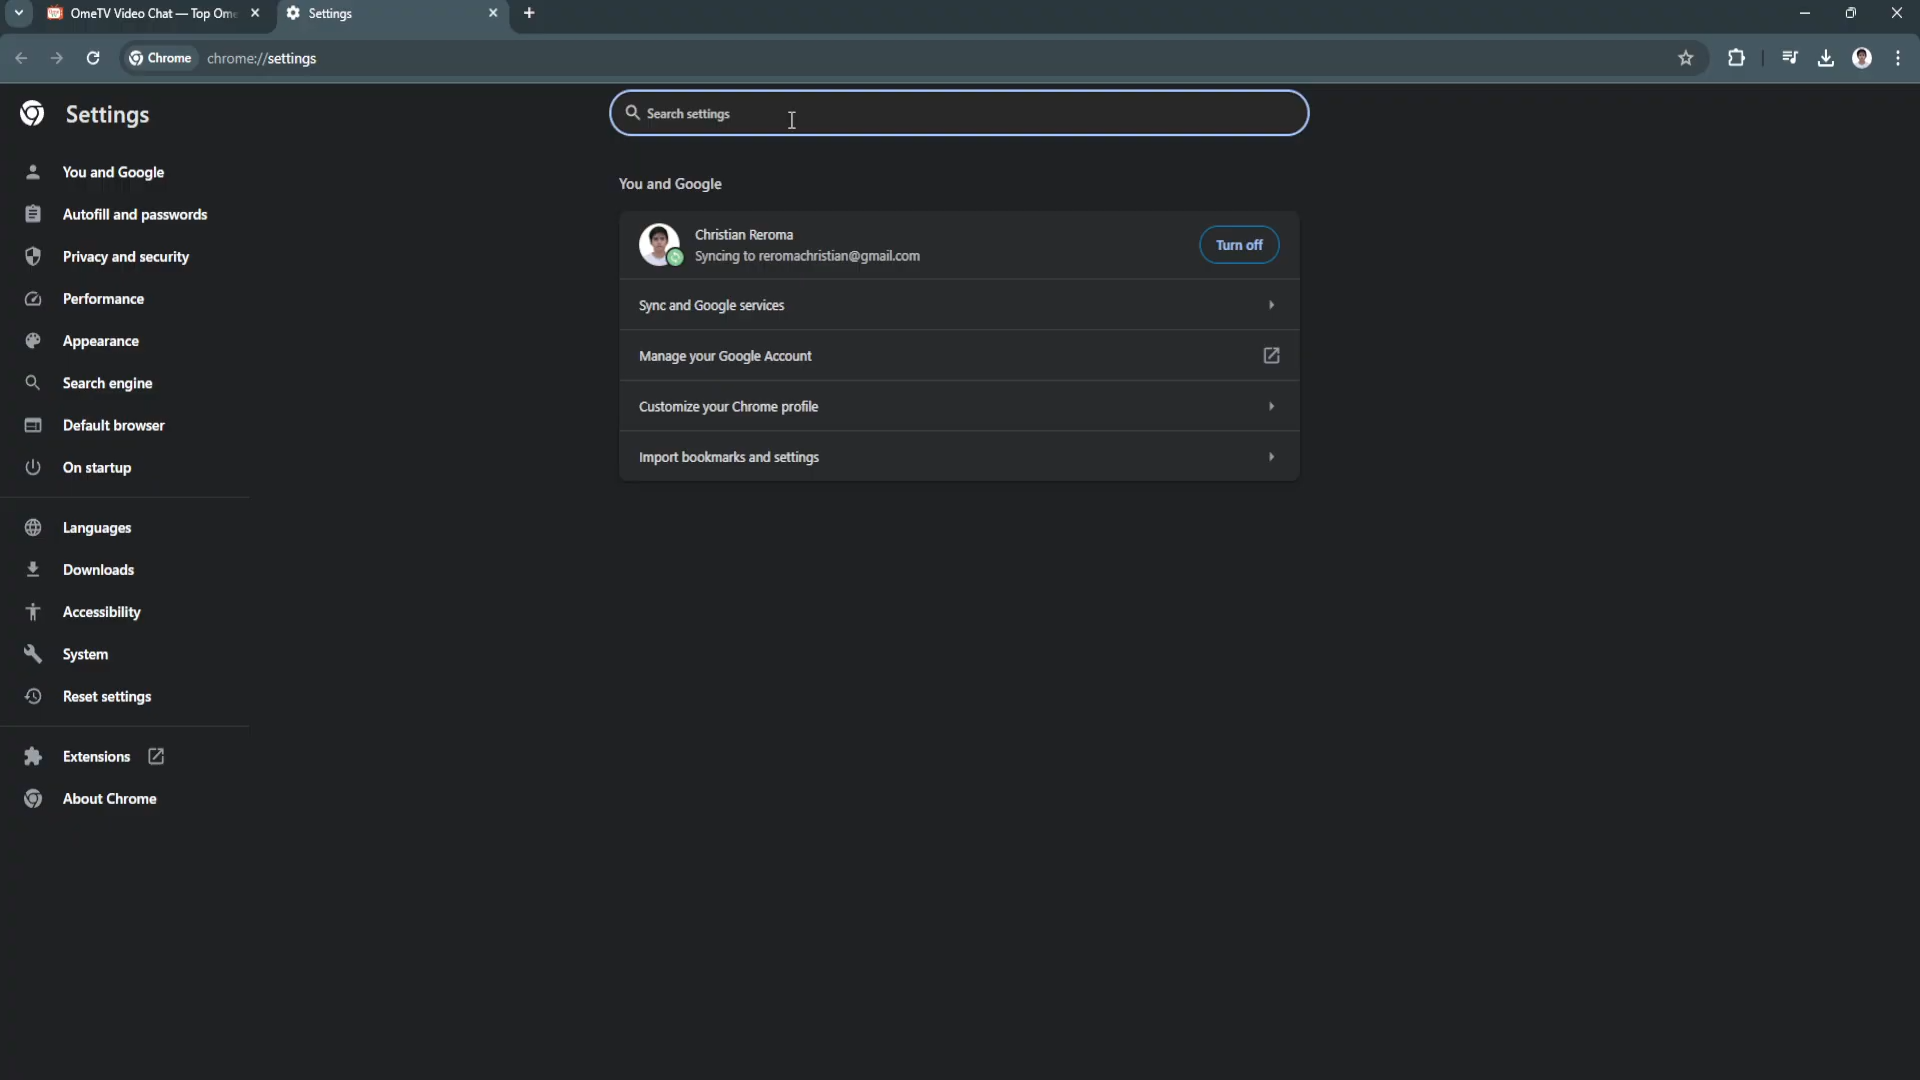 OmeTV Video Chat — Top Ome
Settings
Chrome
chrome://settings
Settings
Search settings
You and Google
Autofill and passwords
Privacy and security
Performance
Appearance
Search engine
Default browser
On startup
Languages
Downloads
Accessibility
System
Reset settings
Extensions
About Chrome
You and Google
Christian Reroma
Syncing to reromachristian@gmail.com
Turn off
Sync and Google services
Manage your Google Account
Customize your Chrome profile
Import bookmarks and settings